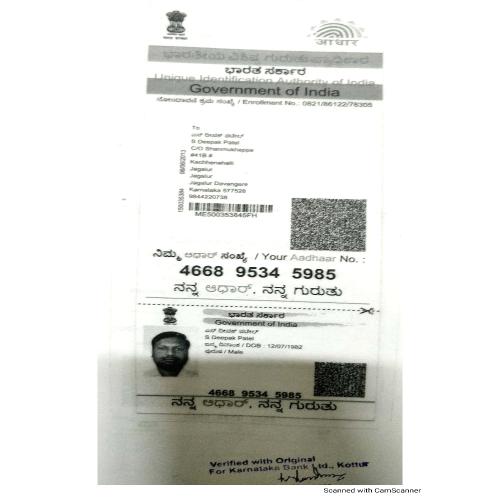 ಭಾರತೀಯ ವಿಶಿಷ್ಟ ಗುರುತು ಪ್ರಾಧಿಕಾರ
ಭಾರತ ಸರ್ಕಾರ
Unique Identification Authority of India
Government of India
ಆಧಾರ್
ನೋಂದಾವಣೆ ಕ್ರಮ ಸಂಖ್ಯೆ / Enrollment No.: 0821/86122/78355
To
ಎಸ್ ದೀಪಕ್ ಪಟೇಲ್
S Deepak Patel
C/O Shanmukhappa
#41B #
Kachhenahalli
Jagalur
Jagalur
Jagalur Davangere
Karnataka 577528
9844220738
ME500353845FH
ನಿಮ್ಮ ಆಧಾರ್ ಸಂಖ್ಯೆ / Your Aadhaar No. :
4668 9534 5985
ನನ್ನ ಆಧಾರ್, ನನ್ನ ಗುರುತು
ಭಾರತ ಸರ್ಕಾರ
Government of India
ಎಸ್ ದೀಪಕ್ ಪಟೇಲ್
S Deepak Patel
ಜನ್ಮ ದಿನಾಂಕ / DOB : 12/07/1982
ಪುರುಷ / Male
4668 9534 5985
ನನ್ನ ಆಧಾರ್, ನನ್ನ ಗುರುತು
Verified with Original
For Karnataka Bank Ltd., Kottur
Scanned with CamScanner